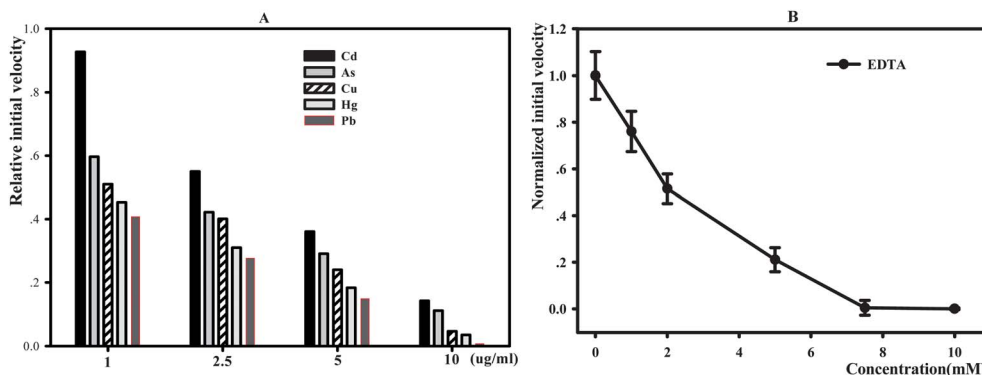 A
Relative initial velocity
1.0
.8
.6
.4
.2
0.0
Cd
As
Cu
Hg
Pb
1 2.5 5 10 (ug/ml)
B
Normalized initial velocity
1.2
1.0
.8
.6
.4
.2
0.0
EDTA
0 2 4 6 8 10
Concentration(mM)